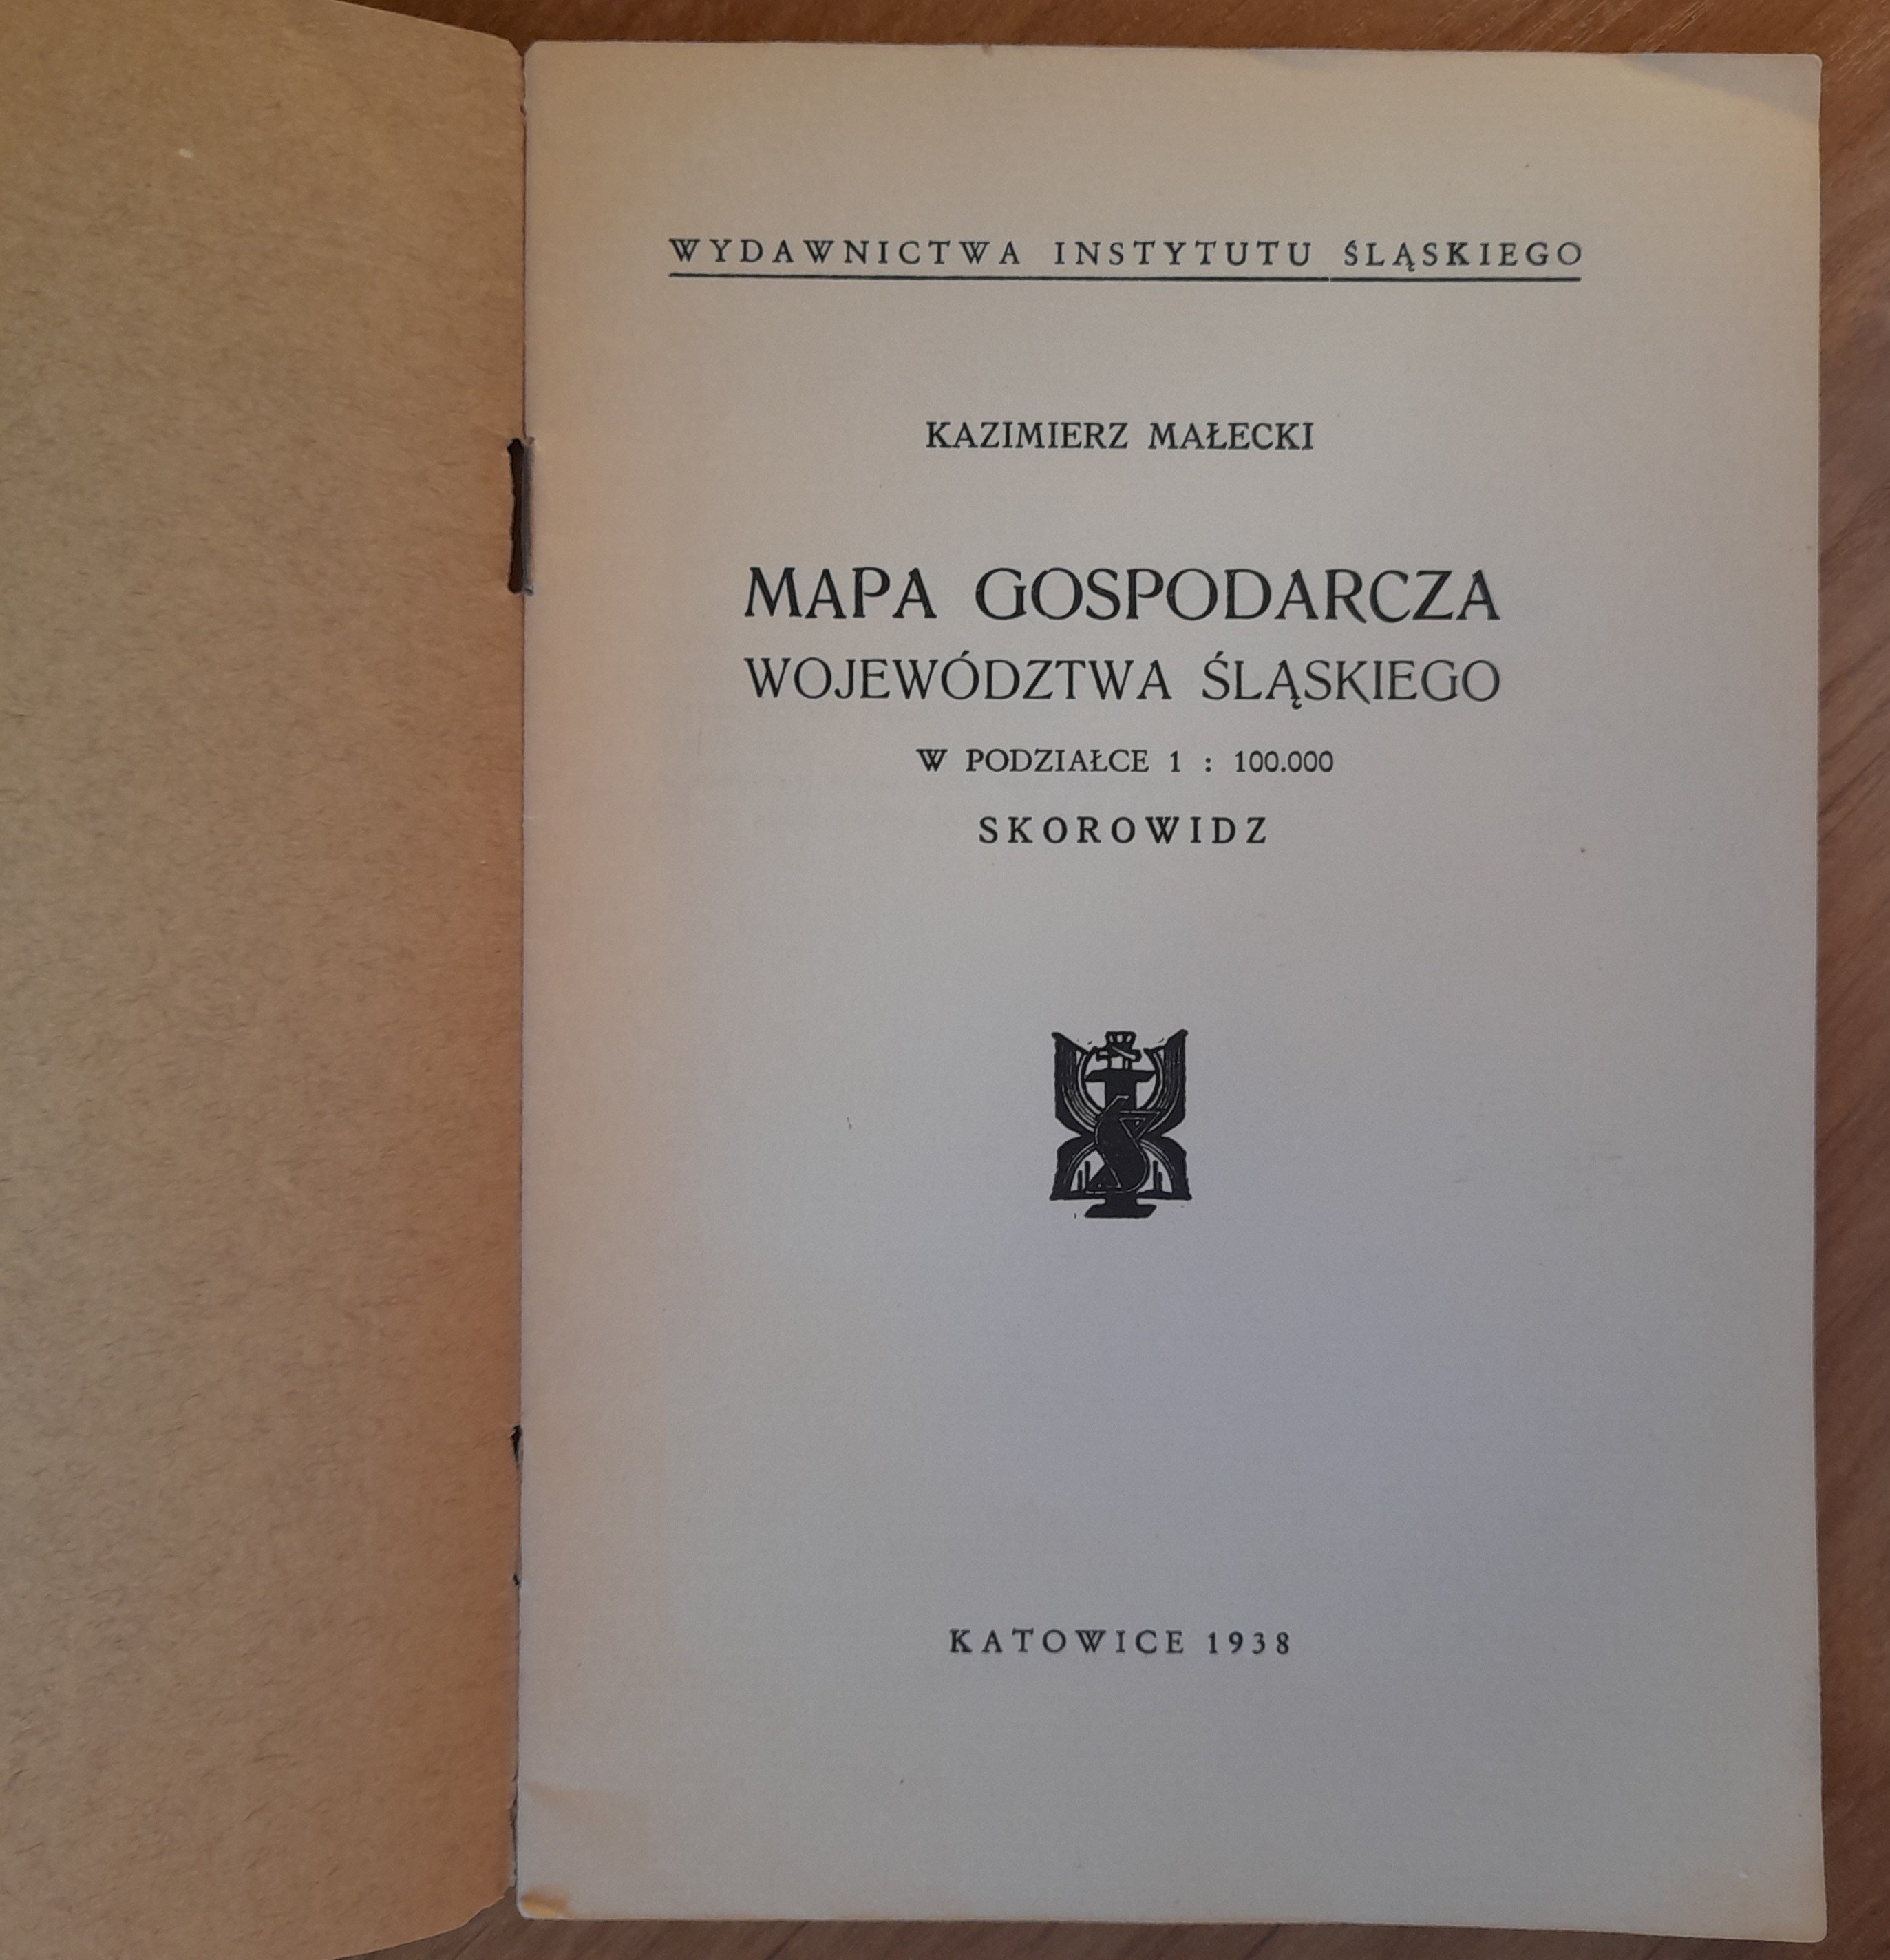 WYDAWNICTWA INSTYTUTU ŚLĄSKIEGO
KAZIMIERZ MAŁECKI
MAPA GOSPODARCZA
WOJEWÓDZTWA ŚLĄSKIEGO
W PODZIAŁCE 1 : 100.000
SKOROWIDZ
KATOWICE 1938